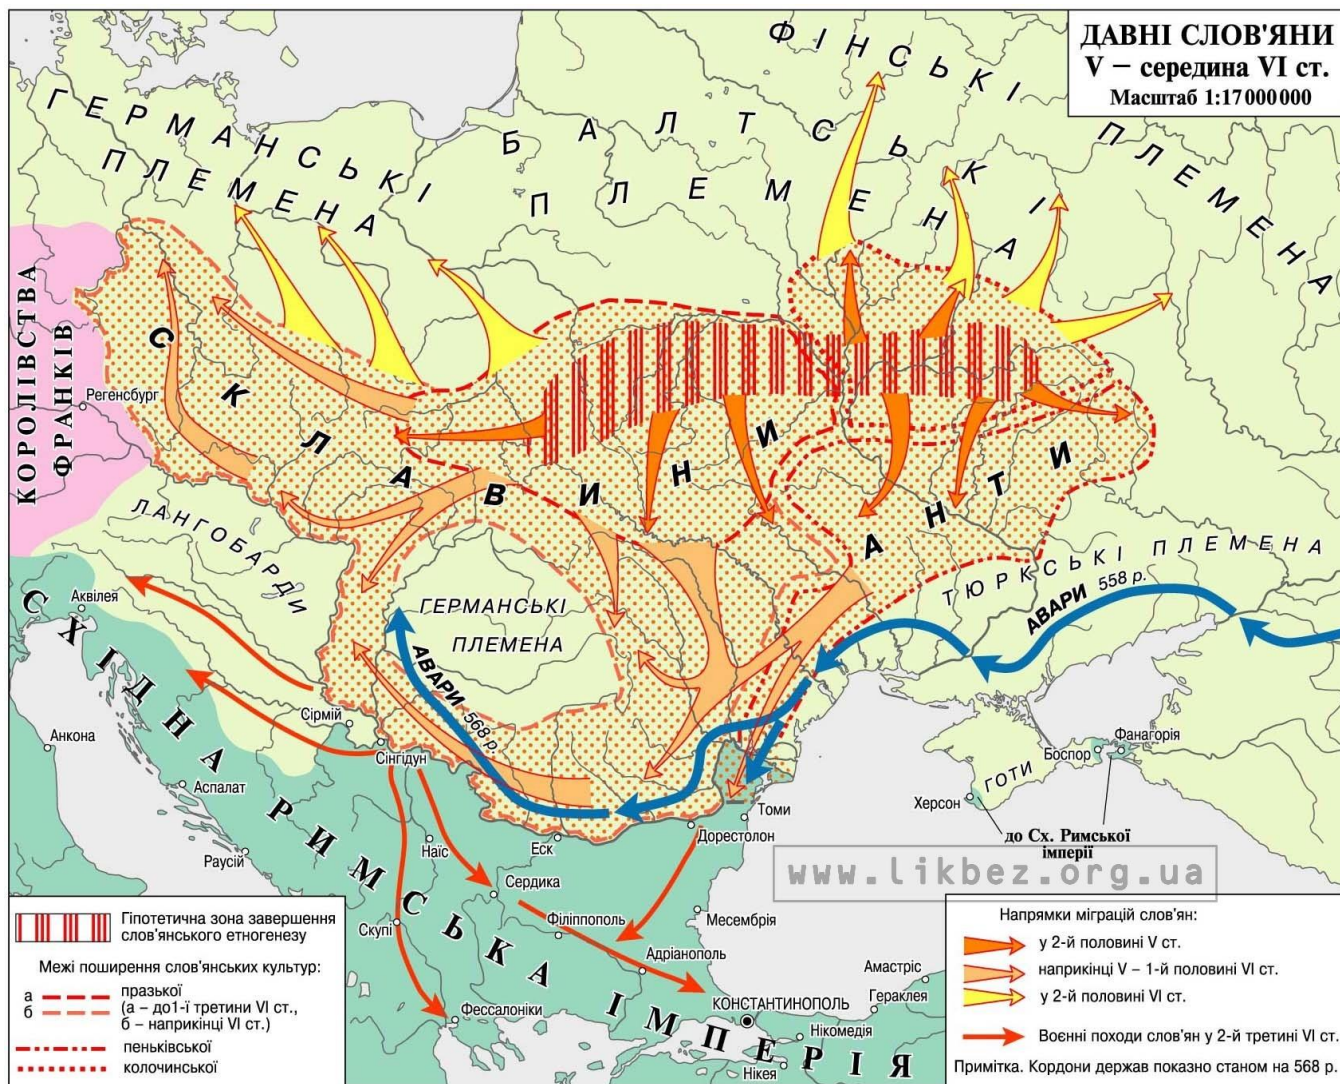 ДАВНІ СЛОВ'ЯНИ
V – середина VI ст.
Масштаб 1:17 000 000
ФІНСЬКІ
ПЛЕМЕНА
ГЕРМАНСЬКІ
ПЛЕМЕНА
БАЛТСЬКІ
ПЛЕМЕНА
КОРОЛІВСТВА
ФРАНКІВ
Регенсбург
СКЛАВИНИ
АНТИ
ЛАНГОБАРДИ
ГЕРМАНСЬКІ
ПЛЕМЕНА
ТЮРКСЬКІ ПЛЕМЕНА
АВАРИ 558 р.
АВАРИ 568 р.
СХІДНА РИМСЬКА ІМПЕРІЯ
Аквілея
Анкона
Сірмій
Сінгідун
Аспалат
Раусій
Наїс
Еск
Томи
Дорестолон
Сердика
Скупі
Філіппополь
Месембрія
Адріанополь
КОНСТАНТИНОПОЛ
Фессалоніки
Нікомедія
Нікея
Гераклея
Амастріс
Херсон
ГОТИ
Боспор
Фанагорія
до Сх. Римської
імперії
www.likbez.org.ua
Гіпотетична зона завершення
слов'янського етногенезу
Межі поширення слов'янських культур:
а
б
празької
(а – до1-ї третини VI ст.,
б – наприкінці VI ст.)
пеньківської
колочинської
Напрямки міграцій слов'ян:
у 2-й половині V ст.
наприкінці V – 1-й половині VI ст.
у 2-й половині VI ст.
Воєнні походи слов'ян у 2-й третині VI ст.
Примітка. Кордони держав показно станом на 568 р.